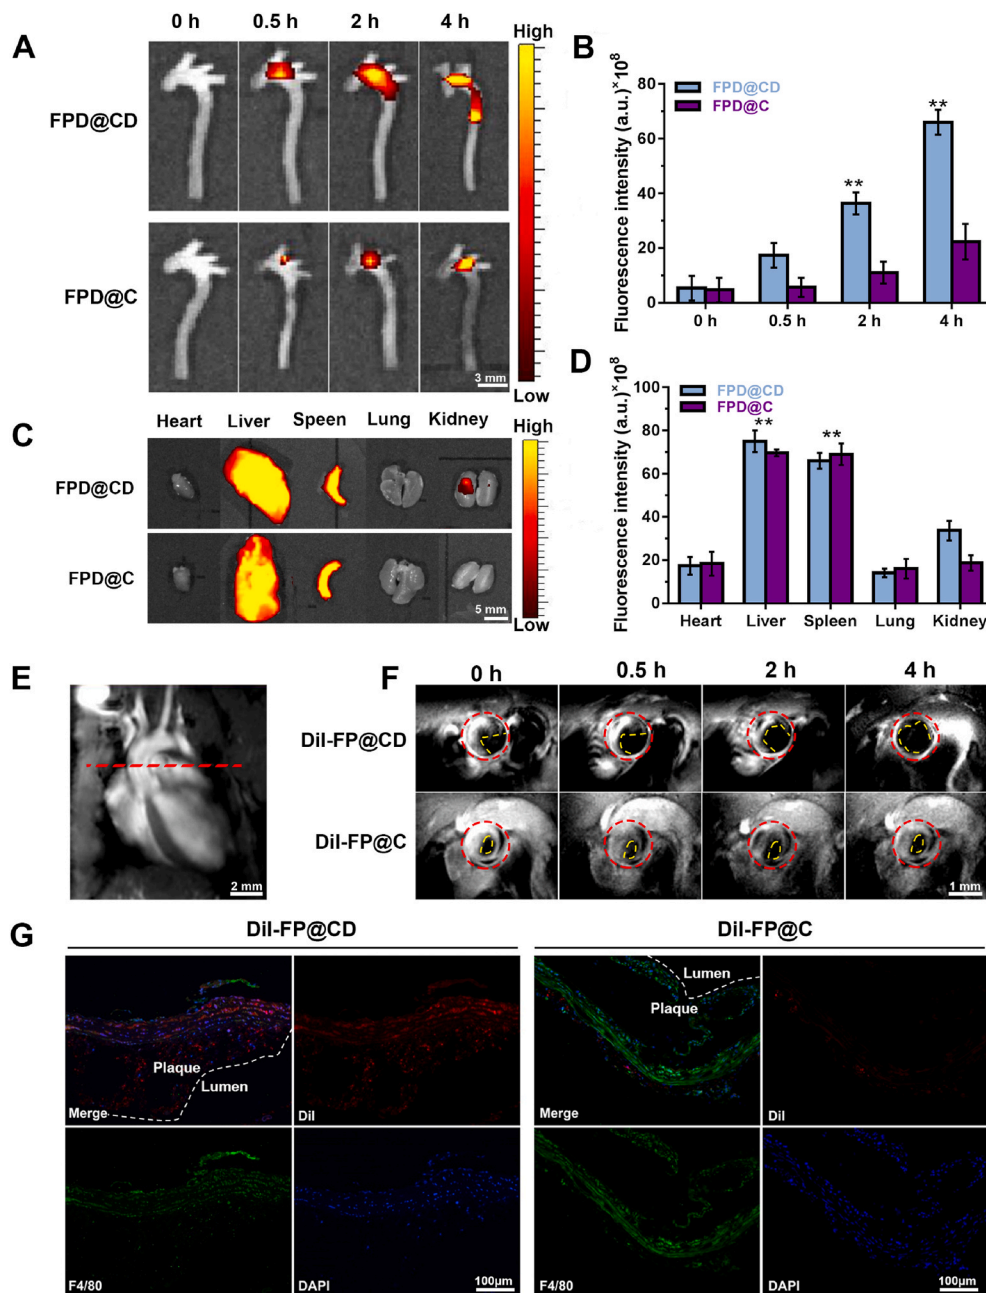 A
0 h 0.5 h 2 h 4 h
FPD@CD
FPD@C
High
Low
3 mm
B
Fluorescence intensity (a.u.)×10⁸
80
60
40
20
0
FPD@CD
FPD@C
** **
0 h 0.5 h 2 h 4 h
C
Heart Liver Spleen Lung Kidney
FPD@CD
FPD@C
High
Low
5 mm
D
Fluorescence intensity (a.u.)×10⁸
100
80
60
40
20
0
FPD@CD
FPD@C
** **
Heart Liver Spleen Lung Kidney
E
2 mm
F
0 h 0.5 h 2 h 4 h
Dil-FP@CD
Dil-FP@C
1 mm
G
Dil-FP@CD
Plaque
Lumen
Merge
Dil
F4/80
DAPI
100μm
Dil-FP@C
Lumen
Plaque
Merge
Dil
F4/80
DAPI
100μm